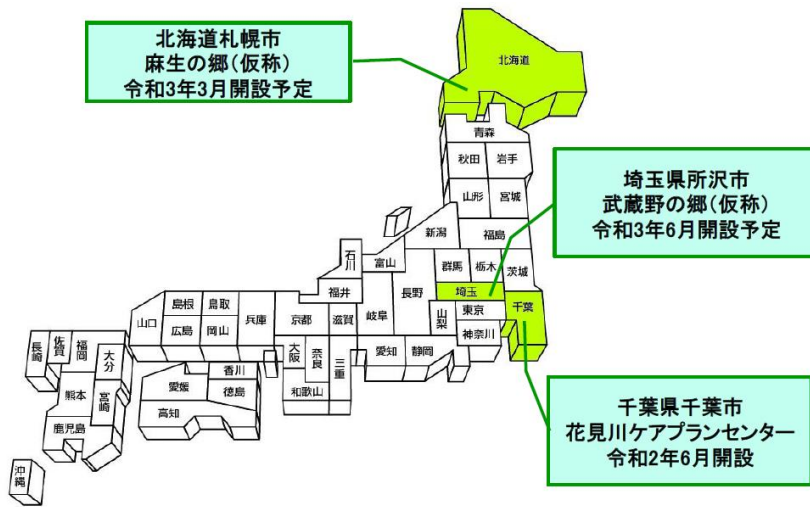 北海道札幌市
麻生の郷(仮称)
令和3年3月開設予定
北海道
青森
秋田
岩手
山形
宮城
埼玉県所沢市
武蔵野の郷(仮称)
令和3年6月開設予定
新潟
福島
石川
富山
群馬
栃木
茨城
福井
長野
埼玉
千葉
山口
島根
鳥取
広島
岡山
兵庫
京都
滋賀
岐阜
山梨
東京
神奈川
長崎
佐賀
福岡
大分
大阪
奈良
三重
愛知
静岡
香川
愛媛
徳島
和歌山
高知
熊本
宮崎
鹿児島
沖縄
千葉県千葉市
花見川ケアプランセンター
令和2年6月開設